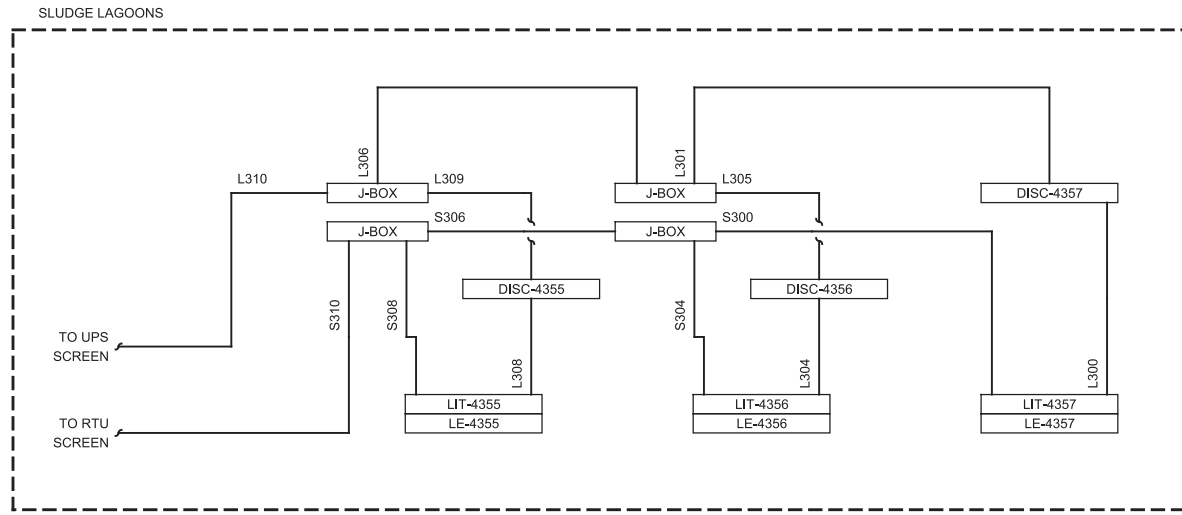 SLUDGE LAGOONS
L306
L301
L310
J-BOX
L309
J-BOX
L305
DISC-4357
J-BOX
S306
J-BOX
S300
DISC-4355
DISC-4356
S310
S308
S304
TO UPS
SCREEN
L308
L304
L300
LIT-4355
LE-4355
LIT-4356
LE-4356
LIT-4357
LE-4357
TO RTU
SCREEN